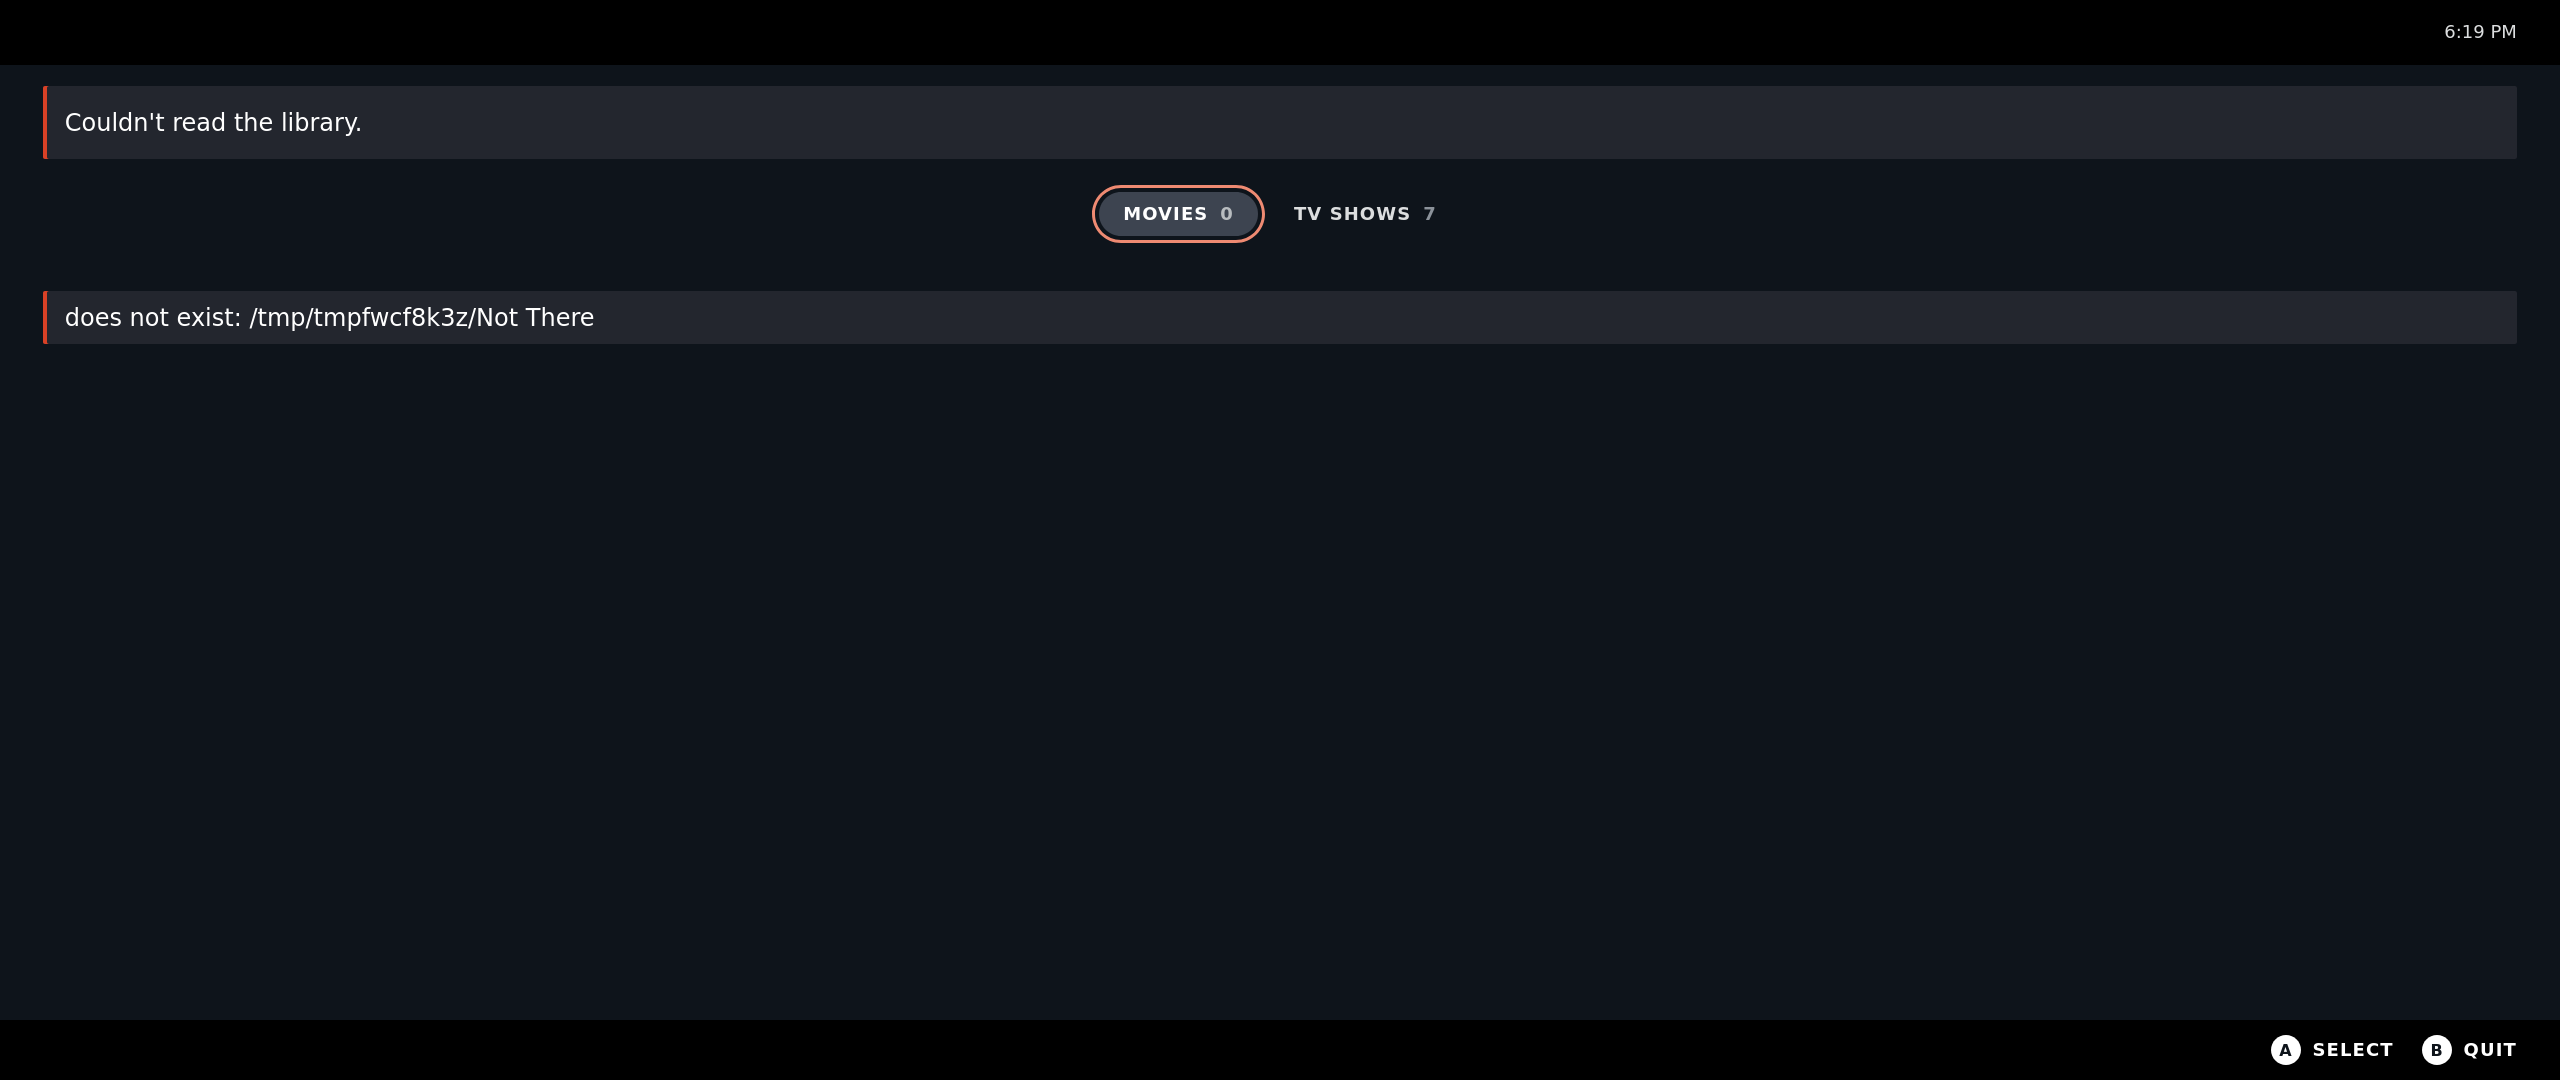 6:19 PM
Couldn't read the library.
MOVIES 0 TV SHOWS 7
does not exist: /tmp/tmpfwcf8k3z/Not There
A SELECT B QUIT